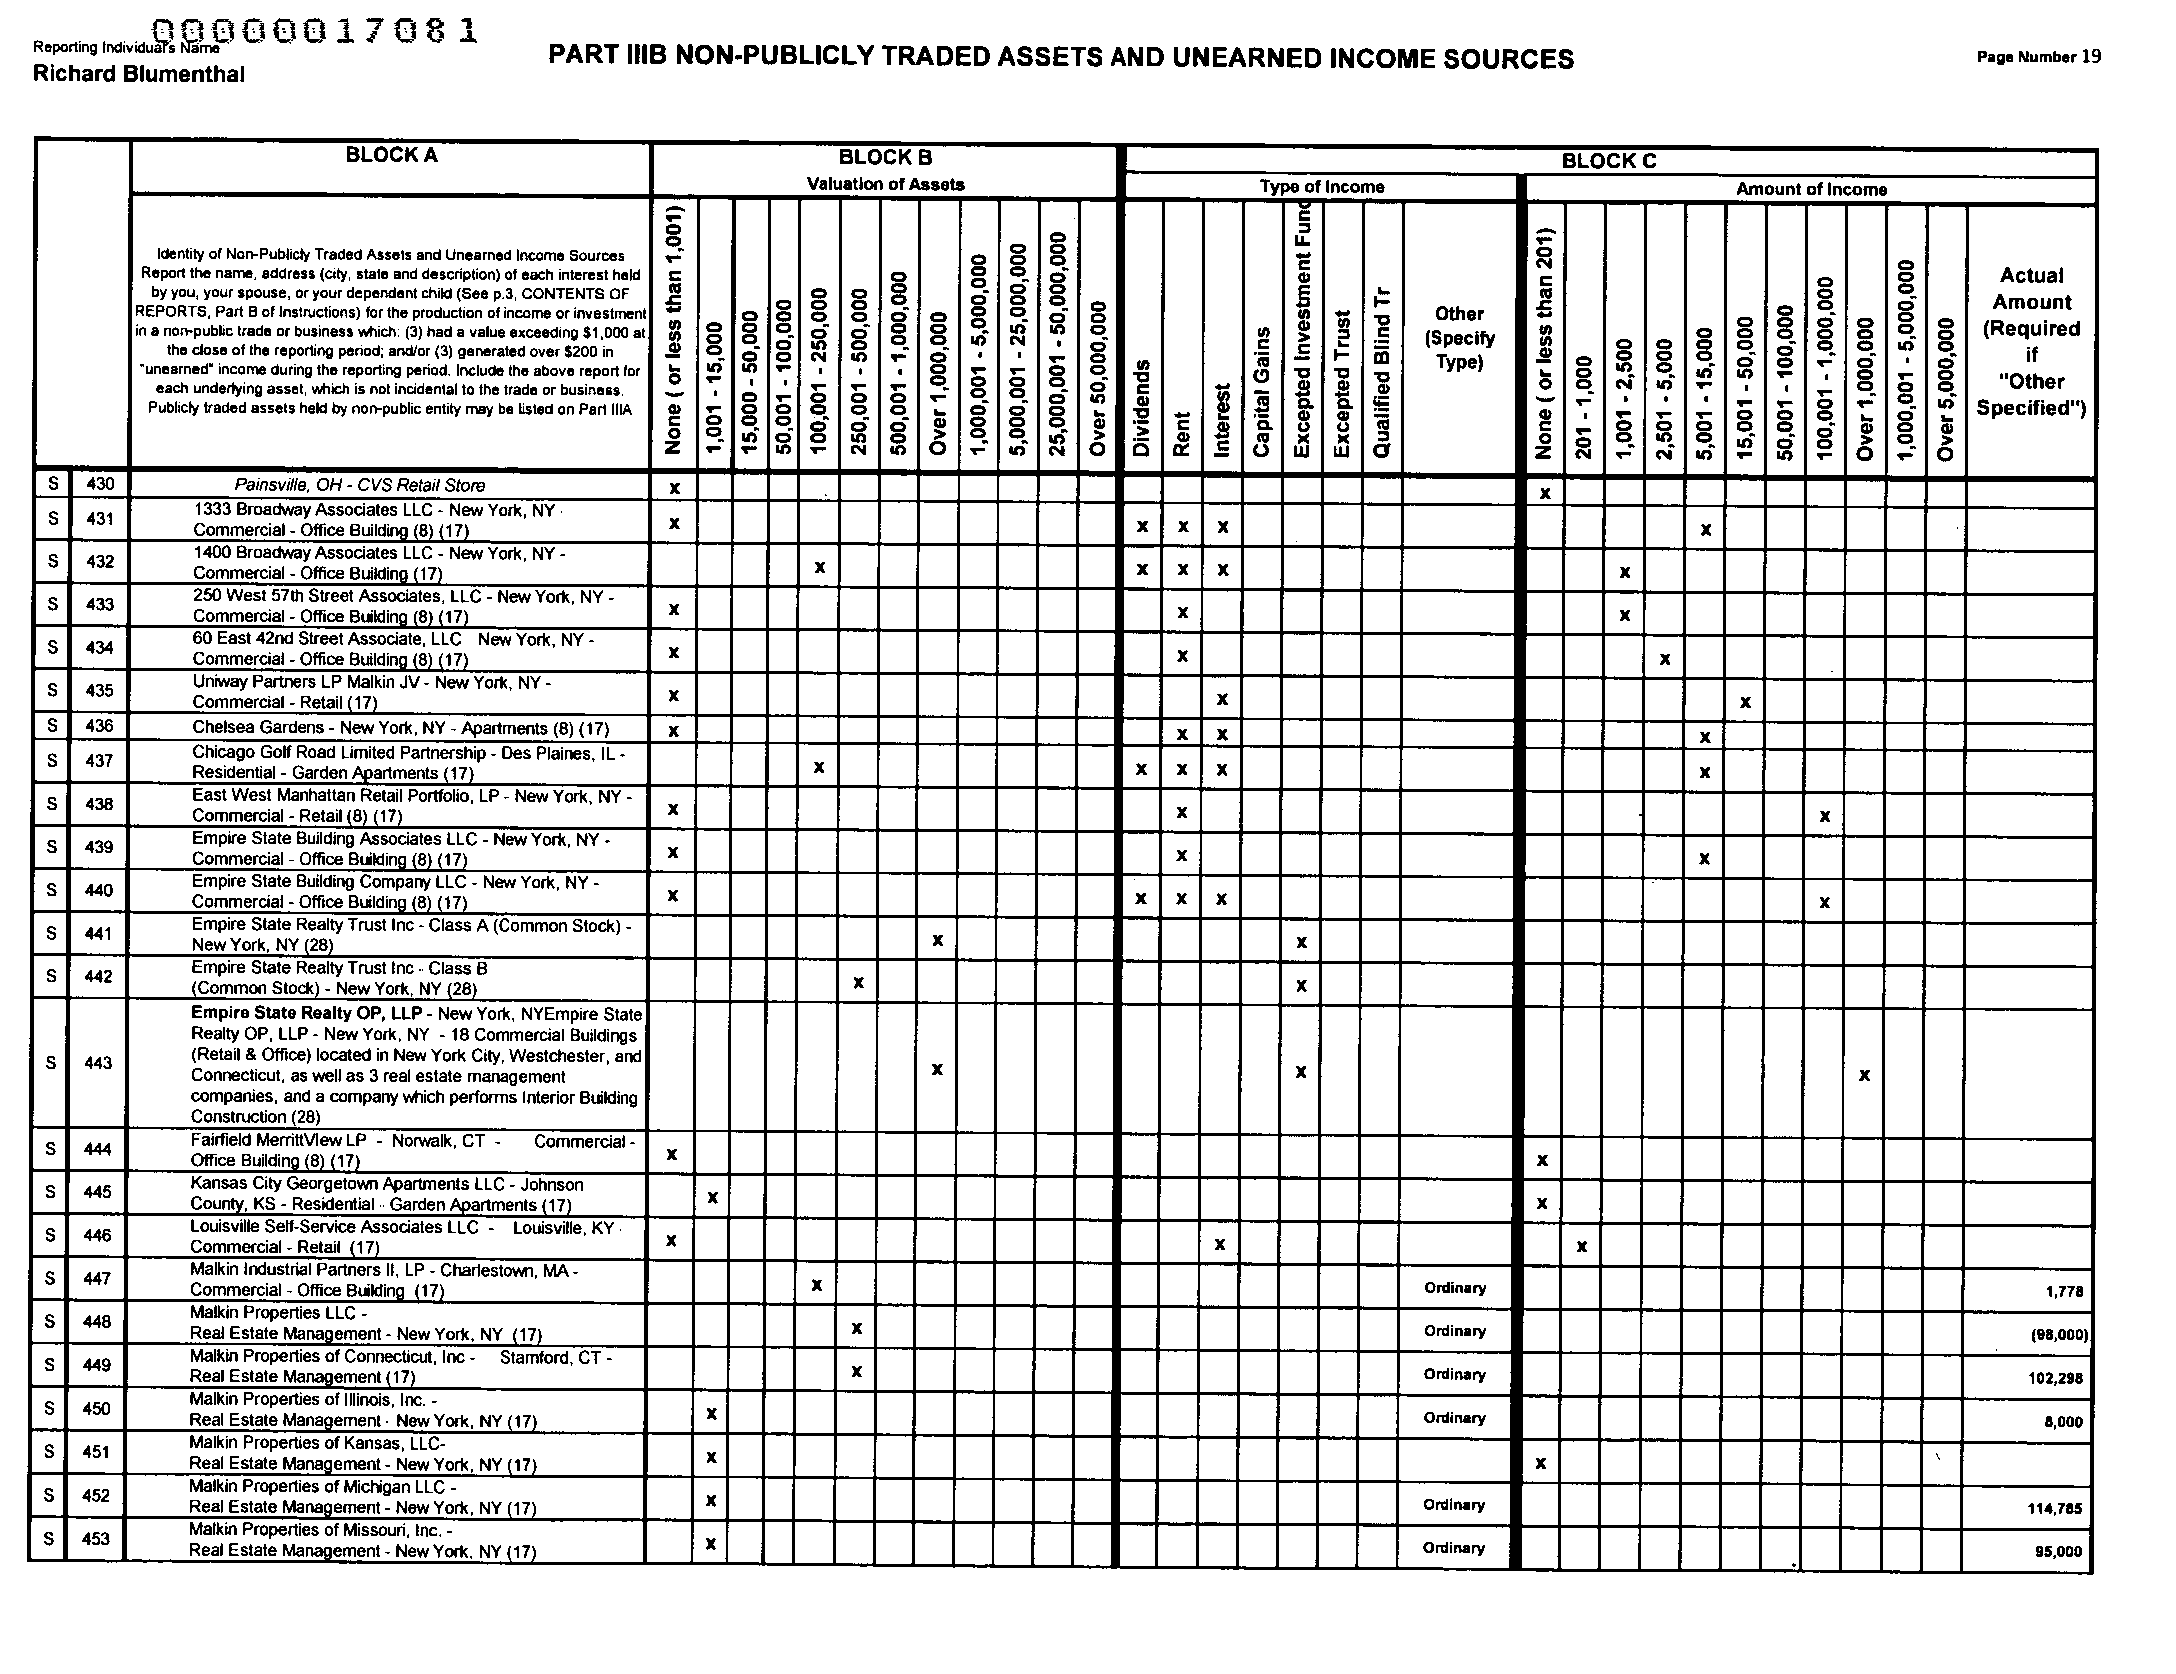 00000017081
Reporting Individual's Name
Richard Blumenthal
PART IIIB NON-PUBLICLY TRADED ASSETS AND UNEARNED INCOME SOURCES
Page Number 19
BLOCK A
BLOCK B
BLOCK C
Valuation of Assets
Type of Income
Amount of Income
Identity of Non-Publicly Traded Assets and Unearned Income Sources
Report the name, address (city, state and description) of each interest held
by you, your spouse, or your dependent child (See p.3, CONTENTS OF
REPORTS, Part B of Instructions) for the production of income or investment
in a non-public trade or business which: (3) had a value exceeding $1,000 at
the close of the reporting period; and/or (3) generated over $200 in
"unearned" income during the reporting period. Include the above report for
each underlying asset, which is not incidental to the trade or business.
Publicly traded assets held by non-public entity may be listed on Part IIIA
None ( or less than 1,001)
1,001 - 15,000
15,000 - 50,000
50,001 - 100,000
100,001 - 250,000
250,001 - 500,000
500,001 - 1,000,000
Over 1,000,000
1,000,001 - 5,000,000
5,000,001 - 25,000,000
25,000,001 - 50,000,000
Over 50,000,000
Dividends
Rent
Interest
Capital Gains
Excepted Investment Fund
Excepted Trust
Qualified Blind Tr
Other
(Specify
Type)
None ( or less than 201)
201 - 1,000
1,001 - 2,500
2,501 - 5,000
5,001 - 15,000
15,001 - 50,000
50,001 - 100,000
100,001 - 1,000,000
Over 1,000,000
1,000,001 - 5,000,000
Over 5,000,000
Actual
Amount
(Required
if
"Other
Specified")
S 430 Painsville, OH - CVS Retail Store x x
S 431 1333 Broadway Associates LLC - New York, NY -
Commercial - Office Building (8) (17) x x x x x
S 432 1400 Broadway Associates LLC - New York, NY -
Commercial - Office Building (17) x x x x x
S 433 250 West 57th Street Associates, LLC - New York, NY -
Commercial - Office Building (8) (17) x x x
S 434 60 East 42nd Street Associate, LLC New York, NY -
Commercial - Office Building (8) (17) x x x
S 435 Uniway Partners LP Malkin JV - New York, NY -
Commercial - Retail (17) x x x
S 436 Chelsea Gardens - New York, NY - Apartments (8) (17) x x x x
S 437 Chicago Golf Road Limited Partnership - Des Plaines, IL -
Residential - Garden Apartments (17) x x x x x
S 438 East West Manhattan Retail Portfolio, LP - New York, NY -
Commercial - Retail (8) (17) x x x
S 439 Empire State Building Associates LLC - New York, NY -
Commercial - Office Building (8) (17) x x x
S 440 Empire State Building Company LLC - New York, NY -
Commercial - Office Building (8) (17) x x x x x
S 441 Empire State Realty Trust Inc - Class A (Common Stock) -
New York, NY (28) x x
S 442 Empire State Realty Trust Inc - Class B
(Common Stock) - New York, NY (28) x x
S 443 Empire State Realty OP, LLP - New York, NYEmpire State
Realty OP, LLP - New York, NY - 18 Commercial Buildings
(Retail & Office) located in New York City, Westchester, and
Connecticut, as well as 3 real estate management
companies, and a company which performs Interior Building
Construction (28) x x x
S 444 Fairfield MerrittView LP - Norwalk, CT - Commercial -
Office Building (8) (17) x x
S 445 Kansas City Georgetown Apartments LLC - Johnson
County, KS - Residential - Garden Apartments (17) x x
S 446 Louisville Self-Service Associates LLC - Louisville, KY -
Commercial - Retail (17) x x x
S 447 Malkin Industrial Partners II, LP - Charlestown, MA -
Commercial - Office Building (17) x Ordinary 1,778
S 448 Malkin Properties LLC -
Real Estate Management - New York, NY (17) x Ordinary (98,000)
S 449 Malkin Properties of Connecticut, Inc - Stamford, CT -
Real Estate Management (17) x Ordinary 102,298
S 450 Malkin Properties of Illinois, Inc. -
Real Estate Management - New York, NY (17) x Ordinary 8,000
S 451 Malkin Properties of Kansas, LLC-
Real Estate Management - New York, NY (17) x x
S 452 Malkin Properties of Michigan LLC -
Real Estate Management - New York, NY (17) x Ordinary 114,785
S 453 Malkin Properties of Missouri, Inc. -
Real Estate Management - New York, NY (17) x Ordinary 95,000